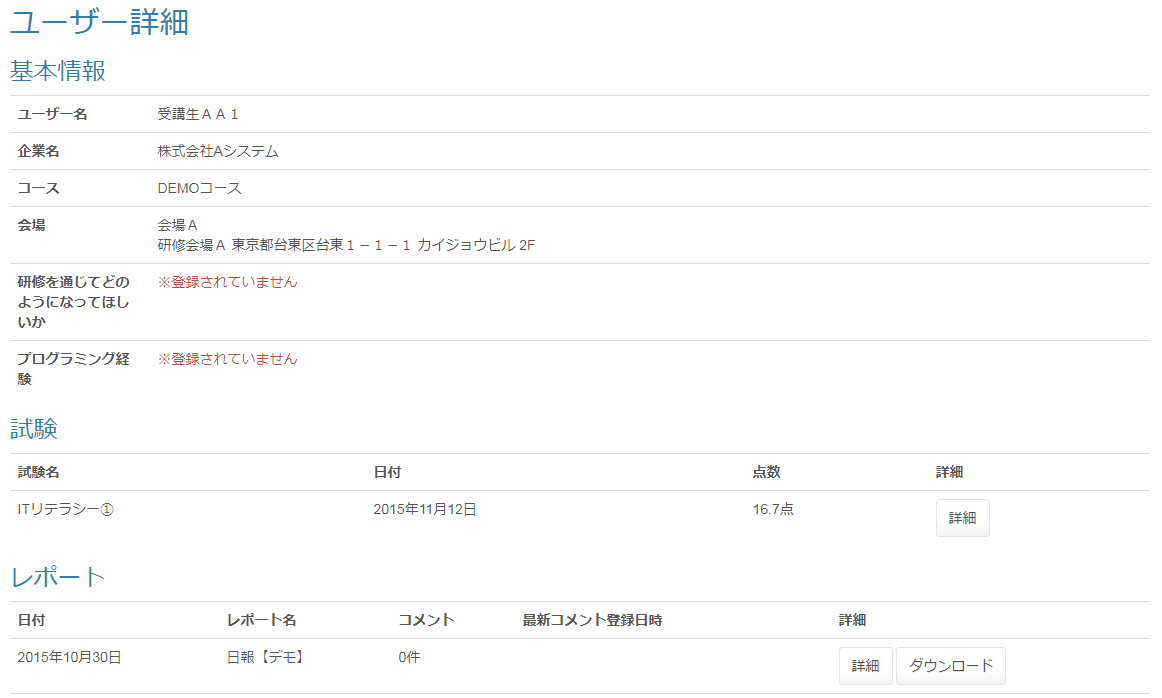 ユーザー詳細
基本情報
ユーザー名 受講生ＡＡ１
企業名 株式会社Aシステム
コース DEMOコース
会場 会場Ａ
研修会場Ａ 東京都台東区台東１－１－１ カイジョウビル 2F
研修を通じてどの ※登録されていません
ようになってほし
いか
プログラミング経 ※登録されていません
験
試験
試験名 日付 点数 詳細
ITリテラシー① 2015年11月12日 16.7点 詳細
レポート
日付 レポート名 コメント 最新コメント登録日時 詳細
2015年10月30日 日報【デモ】 0件 詳細 ダウンロード